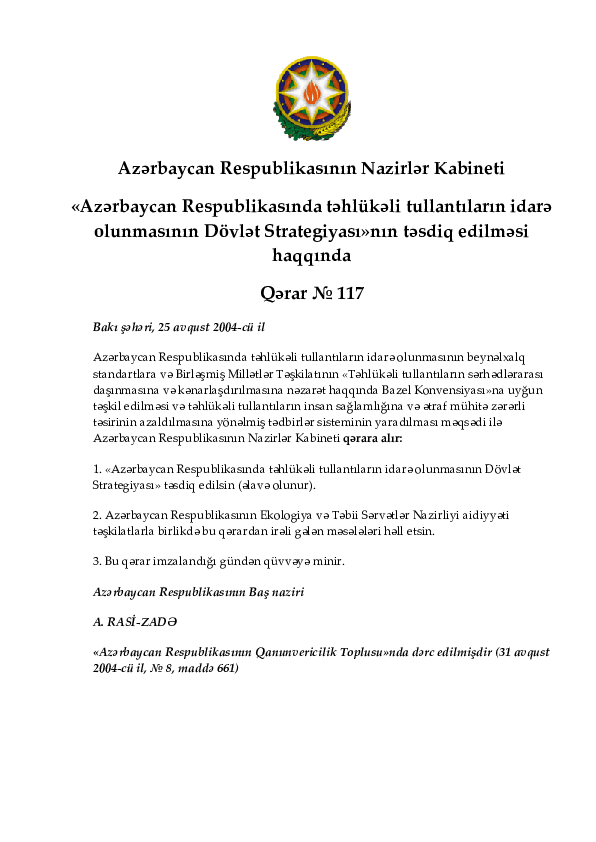 Azərbaycan Respublikasının Nazirlər Kabineti
«Azərbaycan Respublikasında təhlükəli tullantıların idarə
olunmasının Dövlət Strategiyası»nın təsdiq edilməsi
haqqında
Qərar № 117
Bakı şəhəri, 25 avqust 2004-cü il
Azərbaycan Respublikasında təhlükəli tullantıların idarə olunmasının beynəlxalq
standartlara və Birləşmiş Millətlər Təşkilatının «Təhlükəli tullantıların sərhədlərarası
daşınmasına və kənarlaşdırılmasına nəzarət haqqında Bazel Konvensiyası»na uyğun
təşkil edilməsi və təhlükəli tullantıların insan sağlamlığına və ətraf mühitə zərərli
təsirinin azaldılmasına yönəlmiş tədbirlər sisteminin yaradılması məqsədi ilə
Azərbaycan Respublikasının Nazirlər Kabineti qərara alır:
1. «Azərbaycan Respublikasında təhlükəli tullantıların idarə olunmasının Dövlət
Strategiyası» təsdiq edilsin (əlavə olunur).
2. Azərbaycan Respublikasının Ekologiya və Təbii Sərvətlər Nazirliyi aidiyyəti
təşkilatlarla birlikdə bu qərardan irəli gələn məsələləri həll etsin.
3. Bu qərar imzalandığı gündən qüvvəyə minir.
Azərbaycan Respublikasının Baş naziri
A. RASİ-ZADƏ
«Azərbaycan Respublikasının Qanunvericilik Toplusu»nda dərc edilmişdir (31 avqust
2004-cü il, № 8, maddə 661)